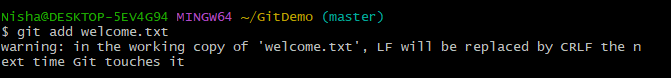 Nisha@DESKTOP-5EV4G94 MINGW64 ~/GitDemo (master)
$ git add welcome.txt
warning: in the working copy of 'welcome.txt', LF will be replaced by CRLF the n
ext time Git touches it